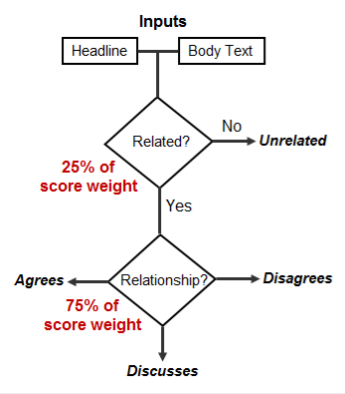 Inputs
Headline
Body Text
Related?
No
Unrelated
25% of
score weight
Yes
Agrees
Relationship?
Disagrees
75% of
score weight
Discusses